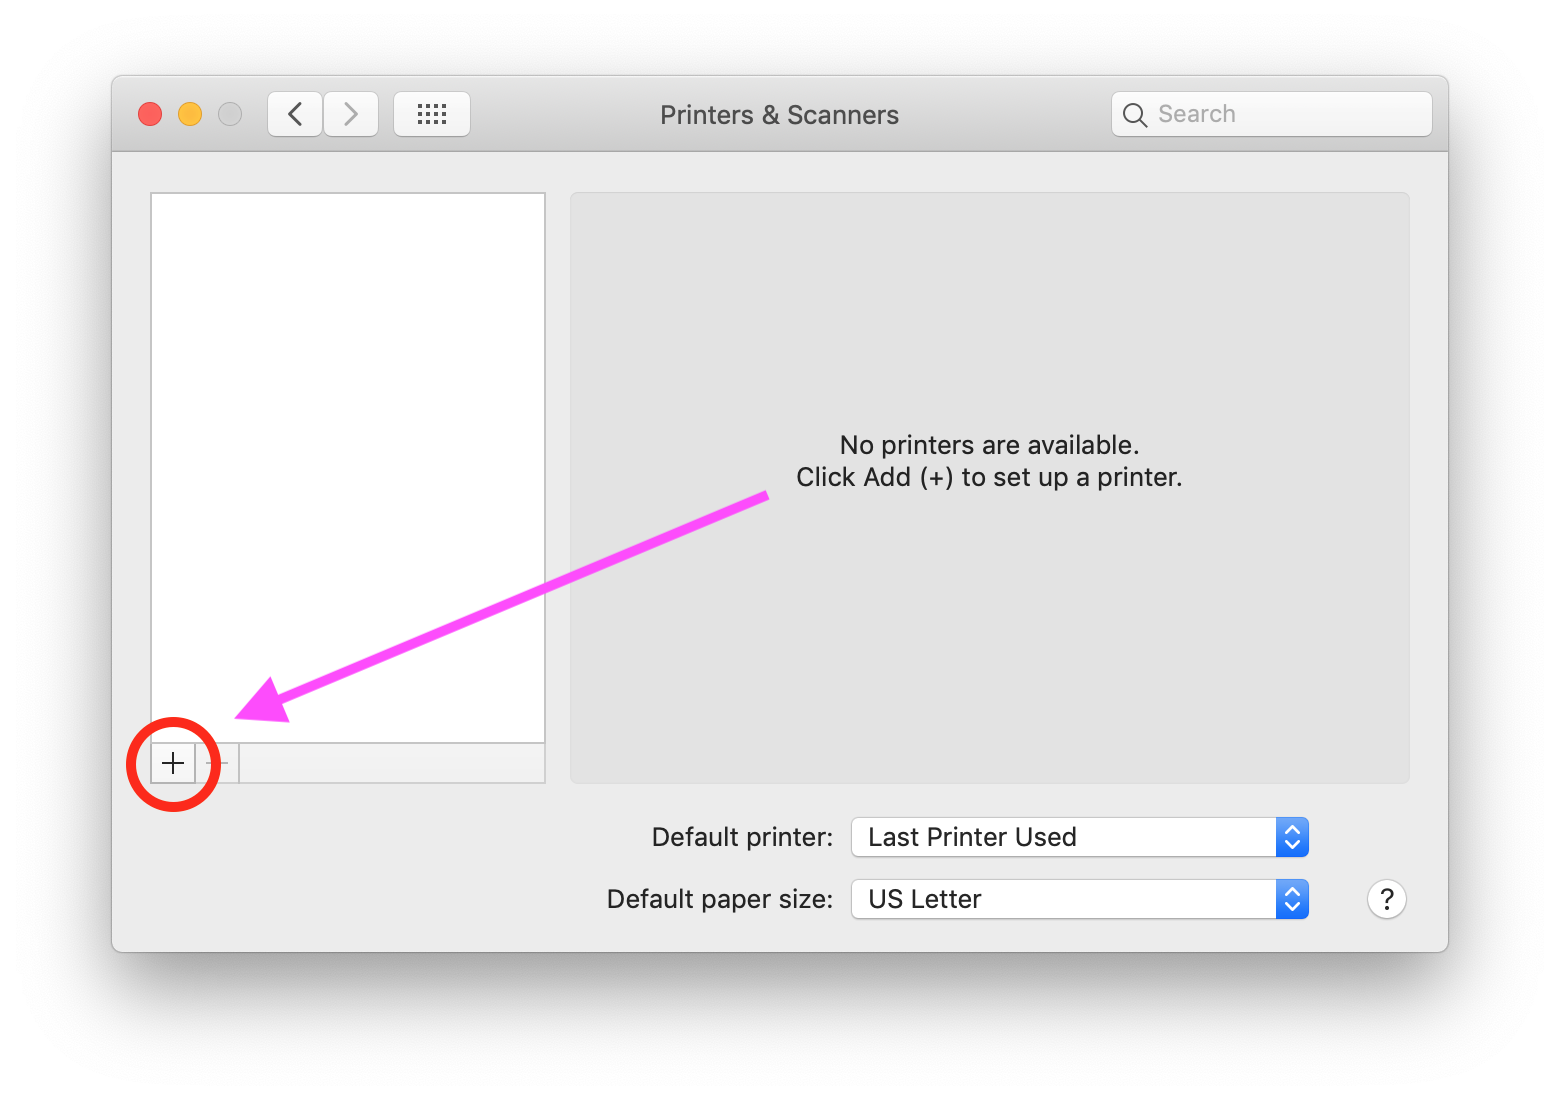 Printers & Scanners
Search
No printers are available.
Click Add (+) to set up a printer.
Default printer:
Last Printer Used
Default paper size:
US Letter
?